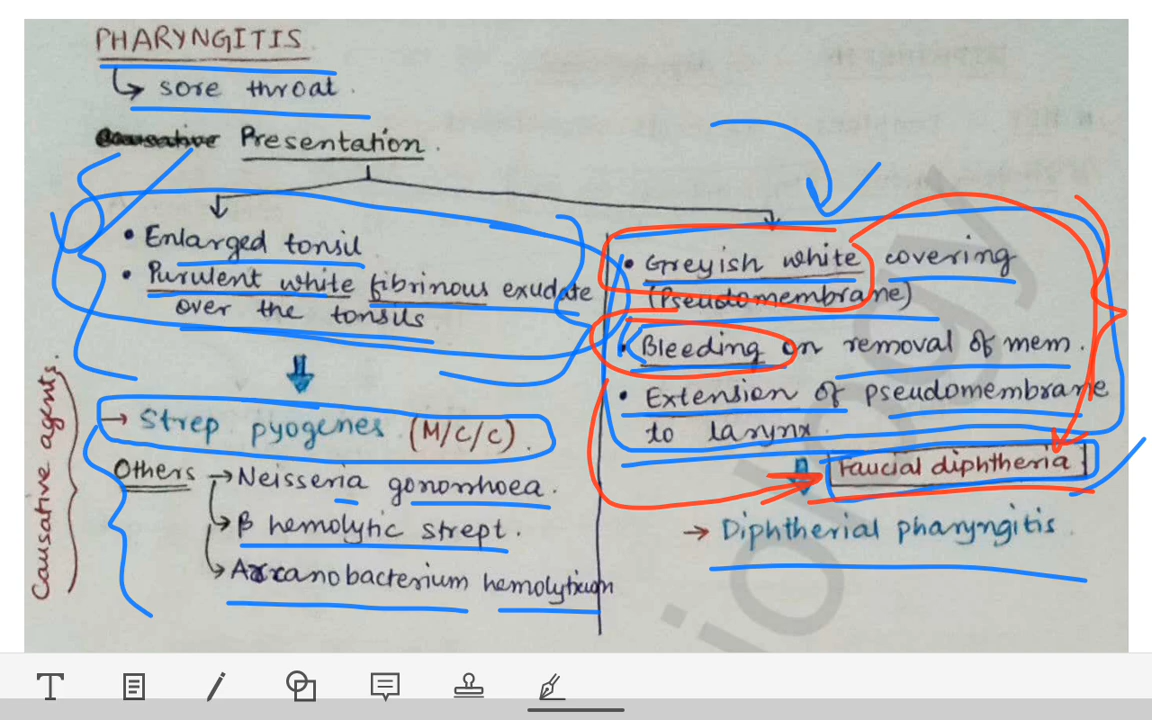 PHARYNGITIS
↳ sore throat.
Causative Presentation.
• Enlarged tonsil
• Purulent white fibrinous exudate
over the tonsils
→ Strep pyogenes (M/C/C).
Others → Neisseria gonorrhoea.
↳ β hemolytic strept.
↳ Arcanobacterium hemolyticum
Causative agents.
• Greyish white covering
(Pseudomembrane)
• Bleeding on removal of mem.
• Extension of pseudomembrane
to larynx.
Faucial diphtheria
→ Diphtherial pharyngitis.
iology
T